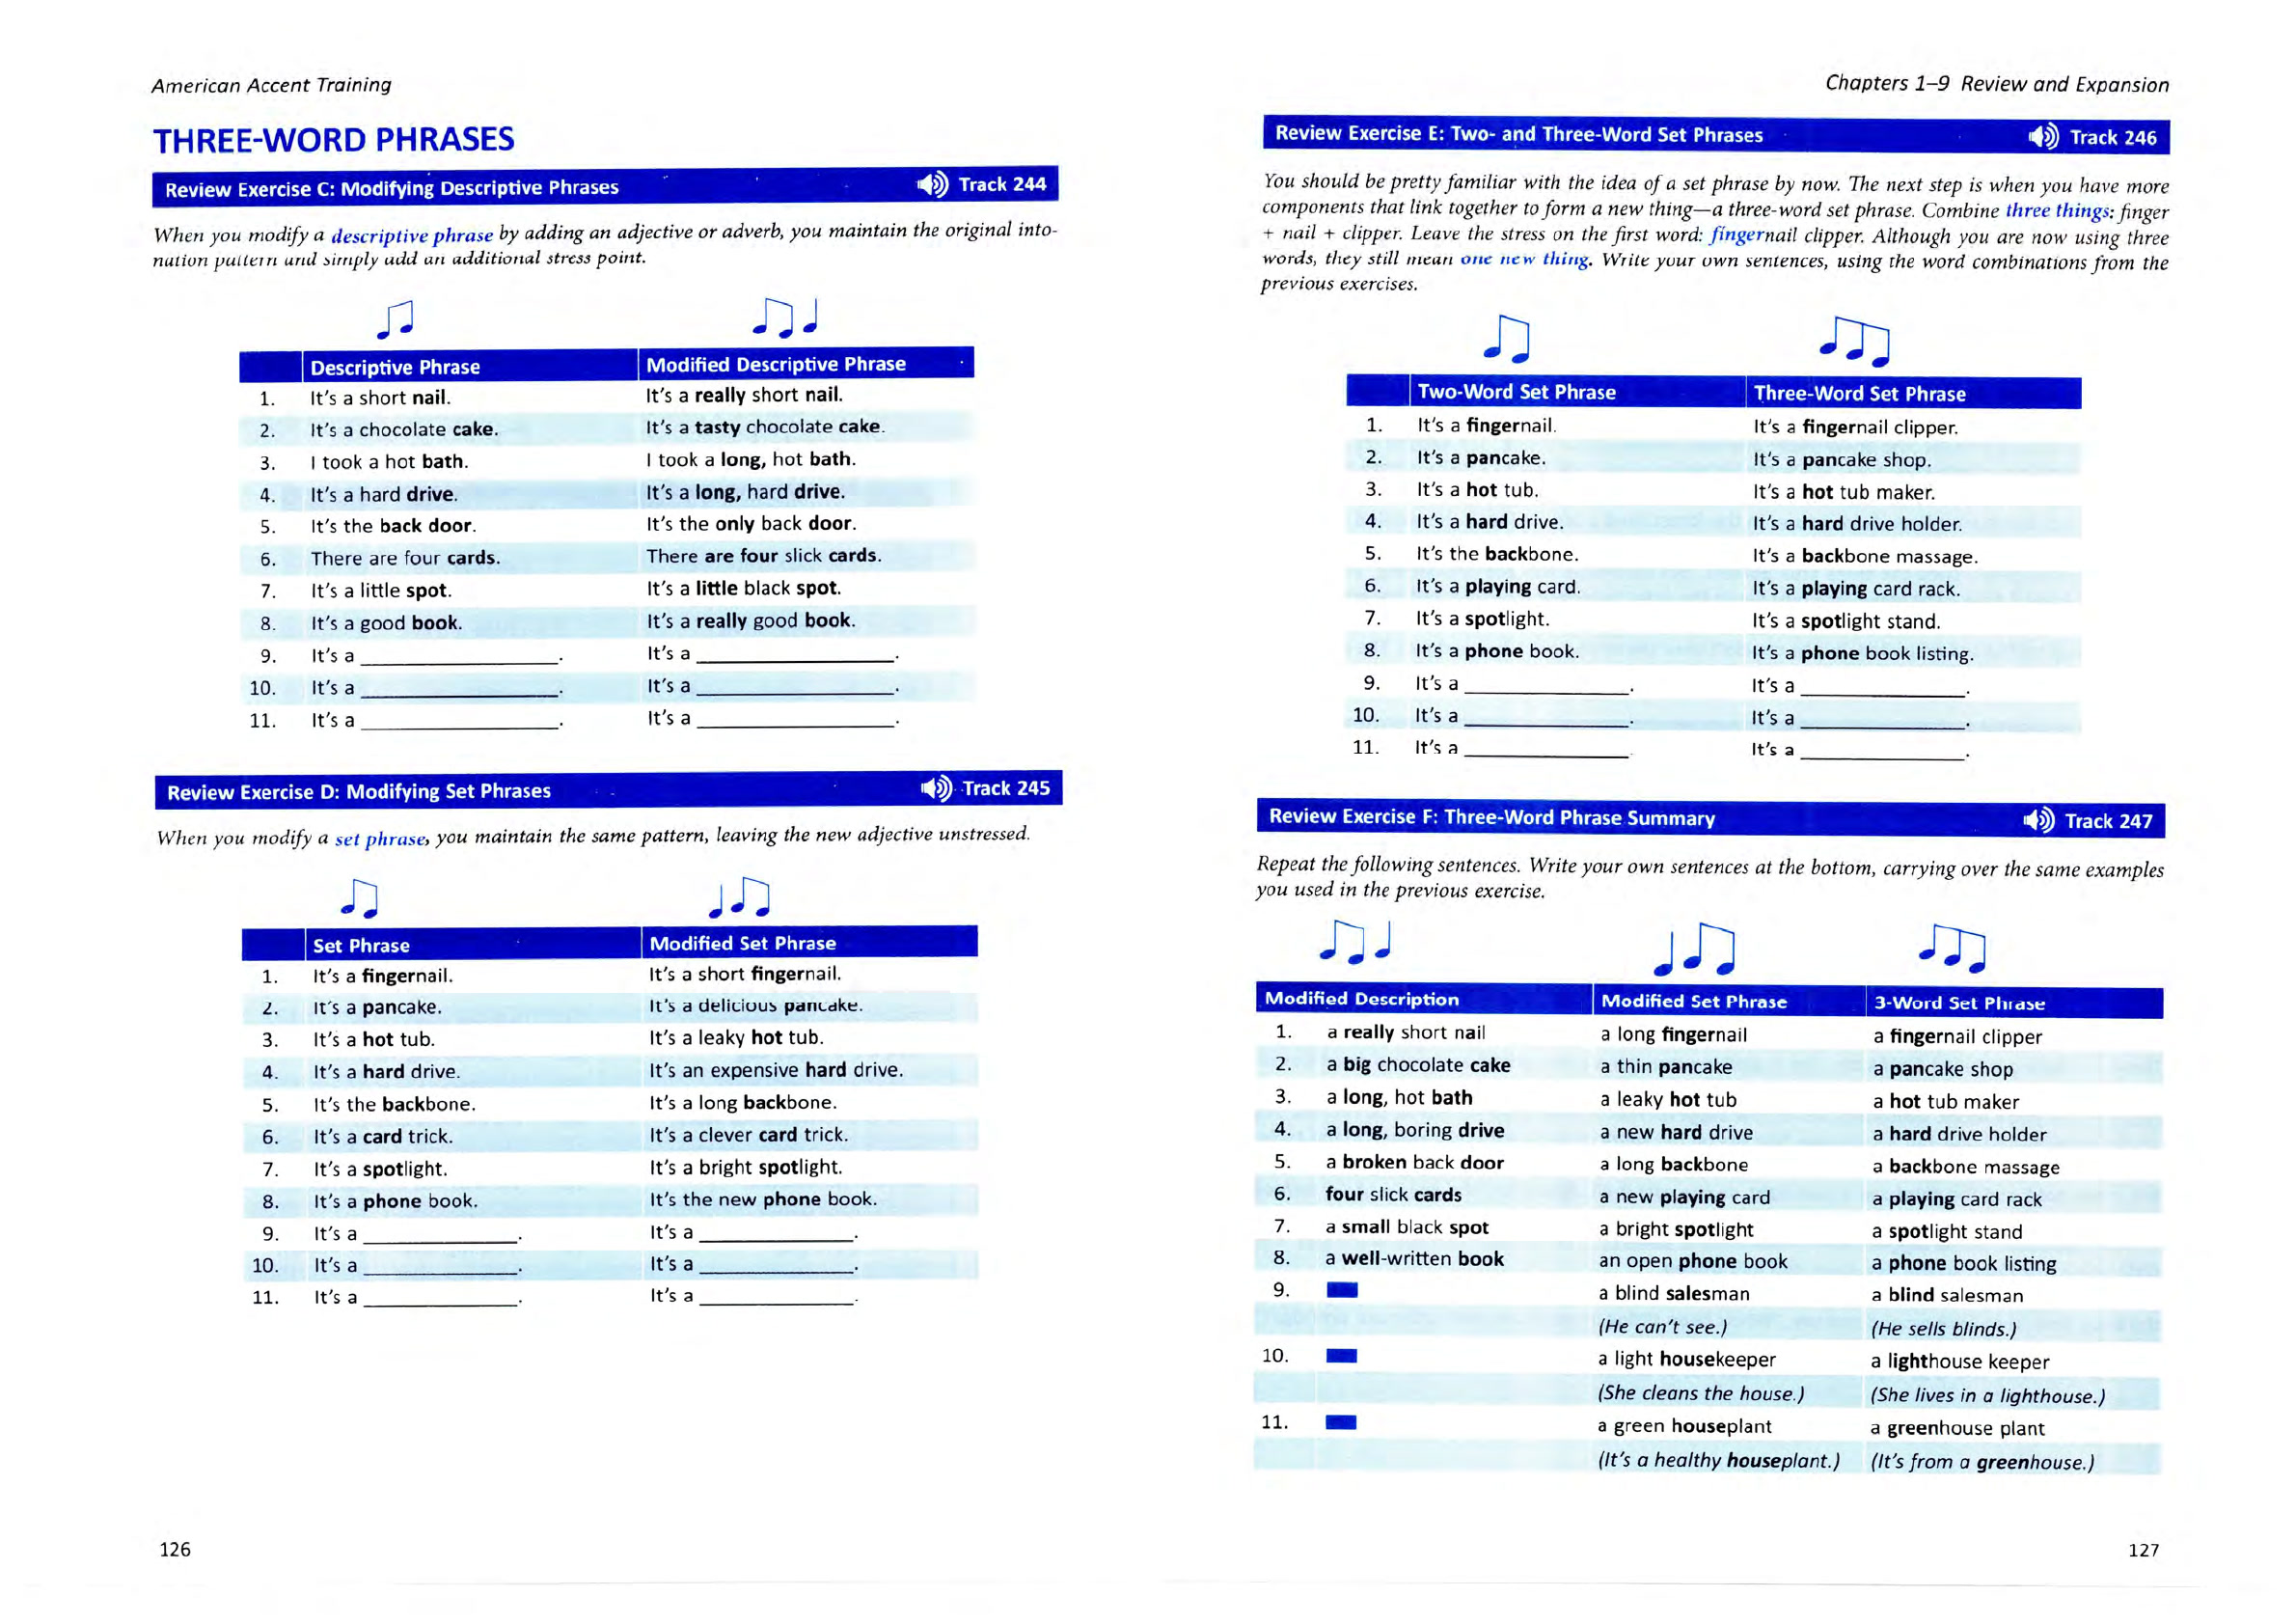 American Accent Training
THREE-WORD PHRASES
Review Exercise C: Modifying Descriptive Phrases Track 244
When you modify a descriptive phrase by adding an adjective or adverb, you maintain the original into-
nation pattern and simply add an additional stress point.
Descriptive Phrase Modified Descriptive Phrase
1. It's a short nail. It's a really short nail.
2. It's a chocolate cake. It's a tasty chocolate cake.
3. I took a hot bath. I took a long, hot bath.
4. It's a hard drive. It's a long, hard drive.
5. It's the back door. It's the only back door.
6. There are four cards. There are four slick cards.
7. It's a little spot. It's a little black spot.
8. It's a good book. It's a really good book.
9. It's a ____________. It's a ____________.
10. It's a ____________. It's a ____________.
11. It's a ____________. It's a ____________.
Review Exercise D: Modifying Set Phrases Track 245
When you modify a set phrase, you maintain the same pattern, leaving the new adjective unstressed.
Set Phrase Modified Set Phrase
1. It's a fingernail. It's a short fingernail.
2. It's a pancake. It's a delicious pancake.
3. It's a hot tub. It's a leaky hot tub.
4. It's a hard drive. It's an expensive hard drive.
5. It's the backbone. It's a long backbone.
6. It's a card trick. It's a clever card trick.
7. It's a spotlight. It's a bright spotlight.
8. It's a phone book. It's the new phone book.
9. It's a ____________. It's a ____________.
10. It's a ____________. It's a ____________.
11. It's a ____________. It's a ____________.
126
Chapters 1–9 Review and Expansion
Review Exercise E: Two- and Three-Word Set Phrases Track 246
You should be pretty familiar with the idea of a set phrase by now. The next step is when you have more
components that link together to form a new thing—a three-word set phrase. Combine three things: finger
+ nail + clipper. Leave the stress on the first word: fingernail clipper. Although you are now using three
words, they still mean one new thing. Write your own sentences, using the word combinations from the
previous exercises.
Two-Word Set Phrase Three-Word Set Phrase
1. It's a fingernail. It's a fingernail clipper.
2. It's a pancake. It's a pancake shop.
3. It's a hot tub. It's a hot tub maker.
4. It's a hard drive. It's a hard drive holder.
5. It's the backbone. It's a backbone massage.
6. It's a playing card. It's a playing card rack.
7. It's a spotlight. It's a spotlight stand.
8. It's a phone book. It's a phone book listing.
9. It's a ____________. It's a ____________.
10. It's a ____________. It's a ____________.
11. It's a ____________. It's a ____________.
Review Exercise F: Three-Word Phrase Summary Track 247
Repeat the following sentences. Write your own sentences at the bottom, carrying over the same examples
you used in the previous exercise.
Modified Description Modified Set Phrase 3-Word Set Phrase
1. a really short nail a long fingernail a fingernail clipper
2. a big chocolate cake a thin pancake a pancake shop
3. a long, hot bath a leaky hot tub a hot tub maker
4. a long, boring drive a new hard drive a hard drive holder
5. a broken back door a long backbone a backbone massage
6. four slick cards a new playing card a playing card rack
7. a small black spot a bright spotlight a spotlight stand
8. a well-written book an open phone book a phone book listing
9. a blind salesman a blind salesman
(He can't see.) (He sells blinds.)
10. a light housekeeper a lighthouse keeper
(She cleans the house.) (She lives in a lighthouse.)
11. a green houseplant a greenhouse plant
(It's a healthy houseplant.) (It's from a greenhouse.)
127